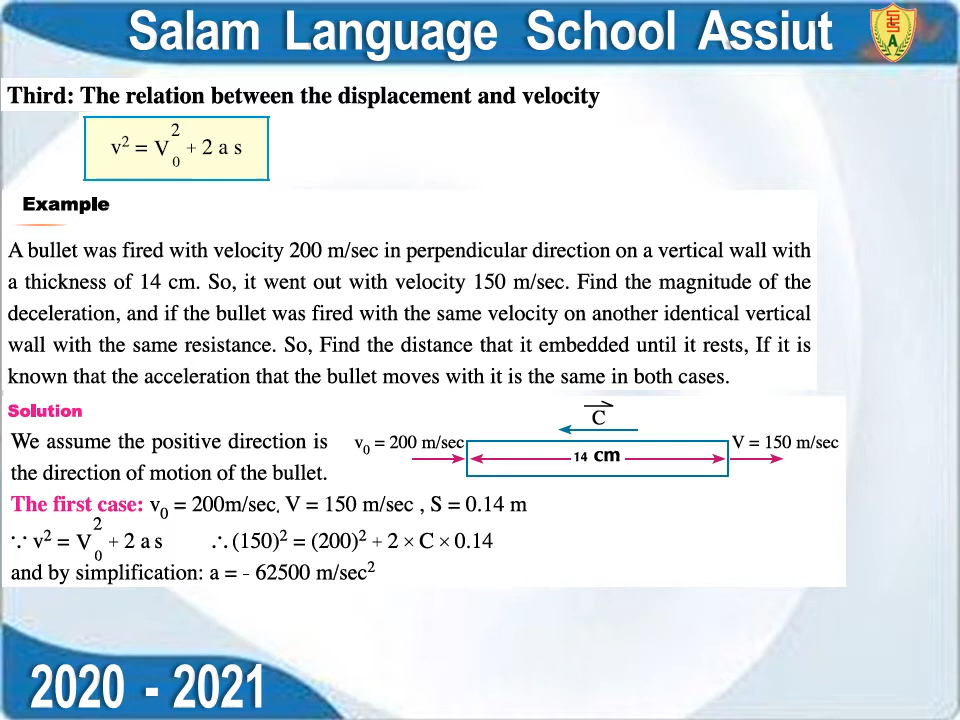 Salam Language School Assiut
Third: The relation between the displacement and velocity
v² = V₀² + 2 a s
Example
A bullet was fired with velocity 200 m/sec in perpendicular direction on a vertical wall with
a thickness of 14 cm. So, it went out with velocity 150 m/sec. Find the magnitude of the
deceleration, and if the bullet was fired with the same velocity on another identical vertical
wall with the same resistance. So, Find the distance that it embedded until it rests, If it is
known that the acceleration that the bullet moves with it is the same in both cases.
Solution
We assume the positive direction is
the direction of motion of the bullet.
C
v₀ = 200 m/sec
14 cm
V = 150 m/sec
The first case: v₀ = 200m/sec, V = 150 m/sec , S = 0.14 m
∵ v² = V₀² + 2 a s ∴ (150)² = (200)² + 2 × C × 0.14
and by simplification: a = - 62500 m/sec²
2020 - 2021